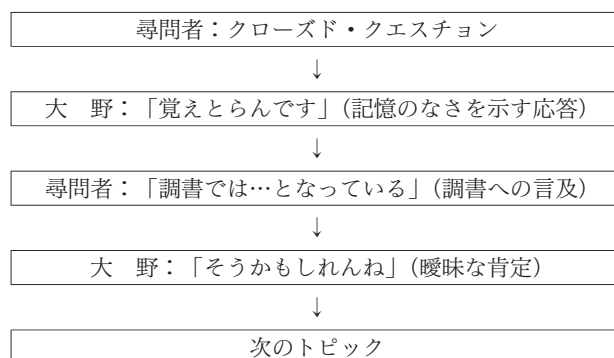 尋問者：クローズド・クエスチョン
↓
大　野：「覚えとらんです」（記憶のなさを示す応答）
↓
尋問者：「調書では…となっている」（調書への言及）
↓
大　野：「そうかもしれんね」（曖昧な肯定）
↓
次のトピック